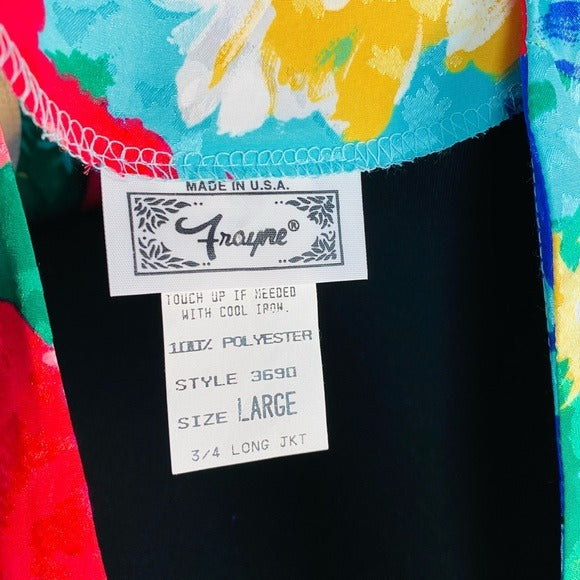 MADE IN U.S.A.
Frayne®
TOUCH UP IF NEEDED
WITH COOL IRON.
100% POLYESTER
STYLE 3690
SIZE LARGE
3/4 LONG JKT